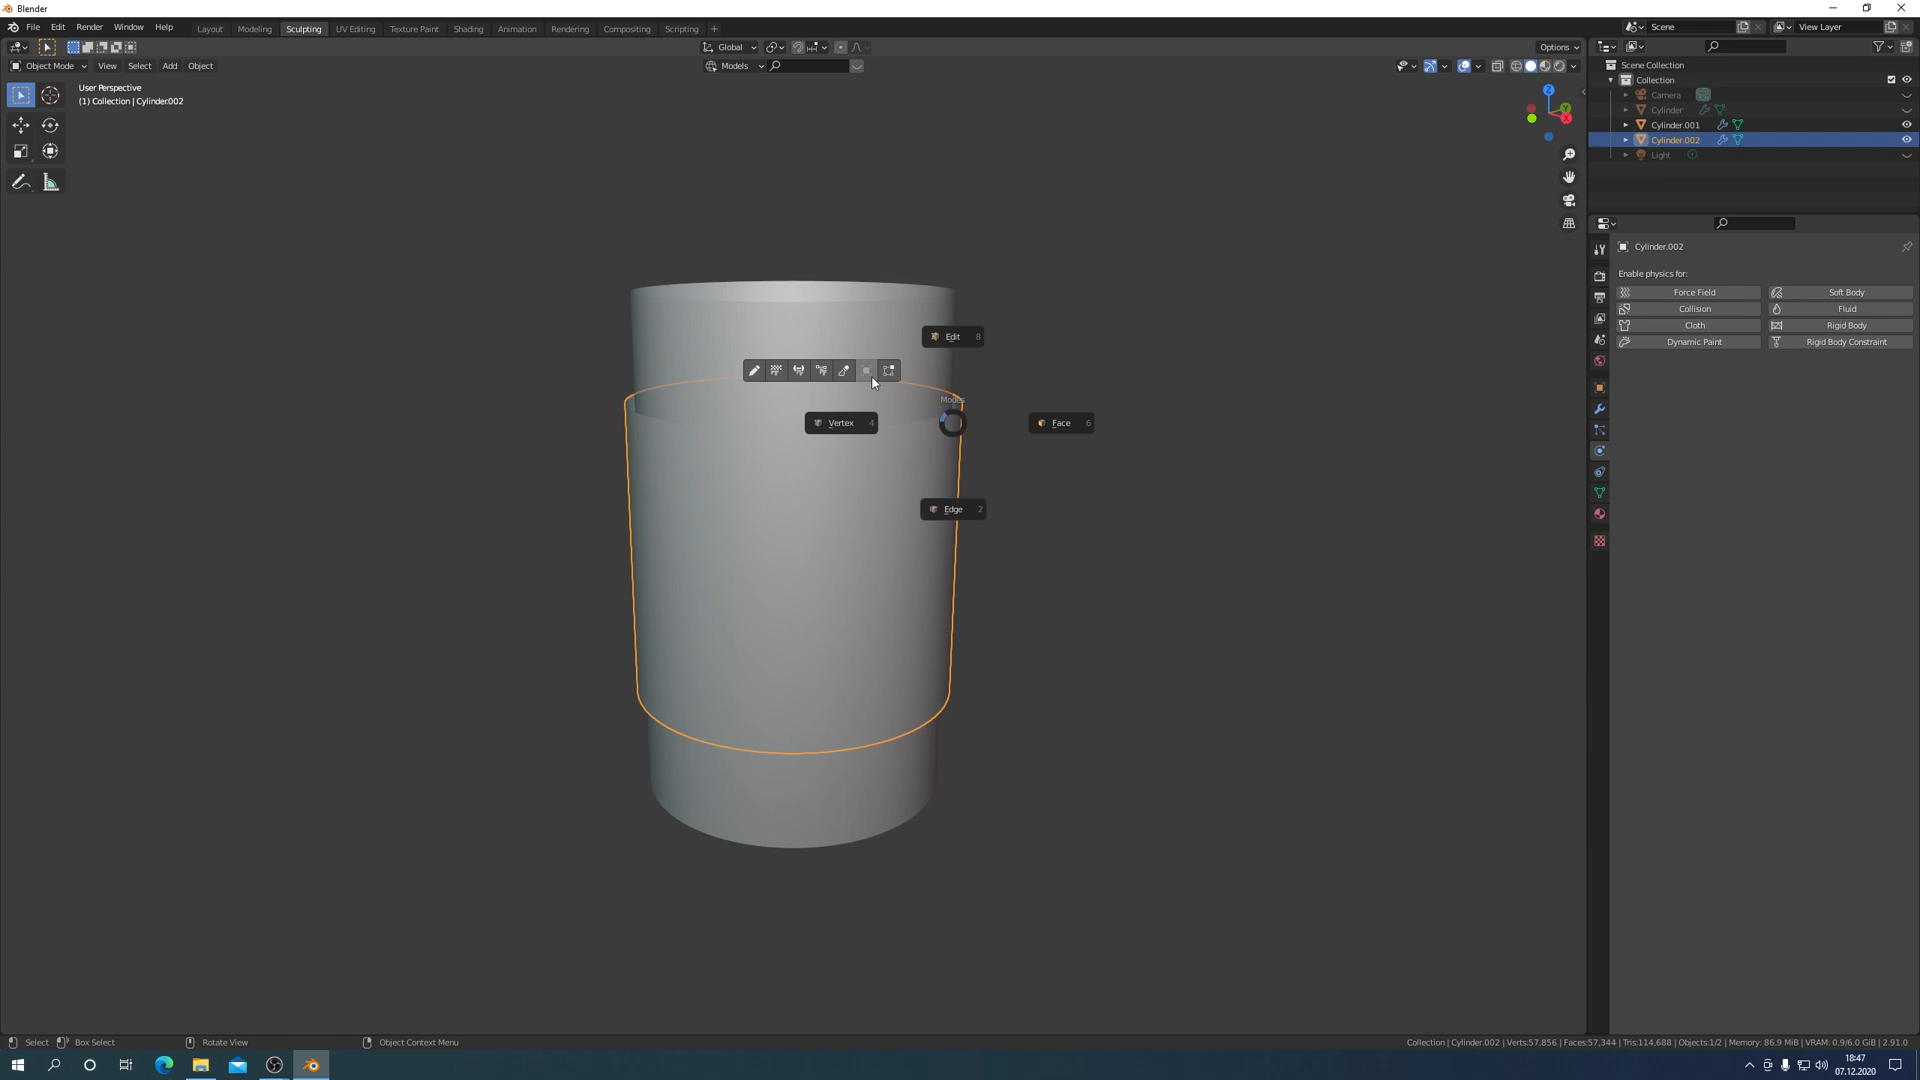 Blender
File Edit Render Window Help
Layout Modeling Sculpting UV Editing Texture Paint Shading Animation Rendering Compositing Scripting +
Scene
View Layer
Global
Options
Object Mode View Select Add Object
Models
User Perspective
(1) Collection | Cylinder.002
Z
Y
X
Scene Collection
Collection
Camera
Cylinder
Cylinder.001
Cylinder.002
Light
Cylinder.002
Enable physics for:
Force Field Soft Body
Collision Fluid
Cloth Rigid Body
Dynamic Paint Rigid Body Constraint
Edit 8
Modes
Vertex 4
Face 6
Edge 2
Select Box Select Rotate View Object Context Menu
Collection | Cylinder.002 | Verts:57,856 | Faces:57,344 | Tris:114,688 | Objects:1/2 | Memory: 86.9 MiB | VRAM: 0.9/6.0 GiB | 2.91.0
18:47
07.12.2020